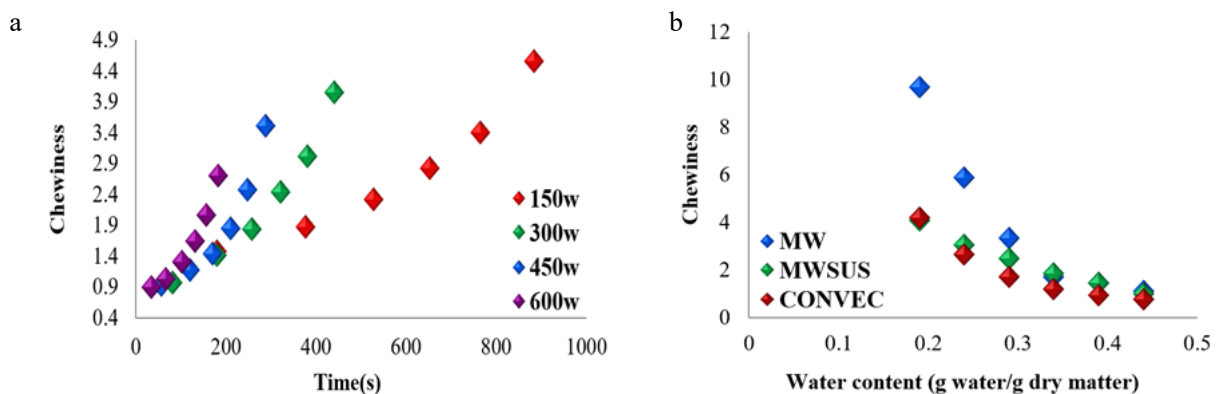 a
4.9
4.4
3.9
3.4
2.9
2.4
1.9
1.4
0.9
0.4
Chewiness
0 200 400 600 800 1000
Time(s)
150w
300w
450w
600w
b
12
10
8
6
4
2
0
Chewiness
0 0.1 0.2 0.3 0.4 0.5
Water content (g water/g dry matter)
MW
MWSUS
CONVEC